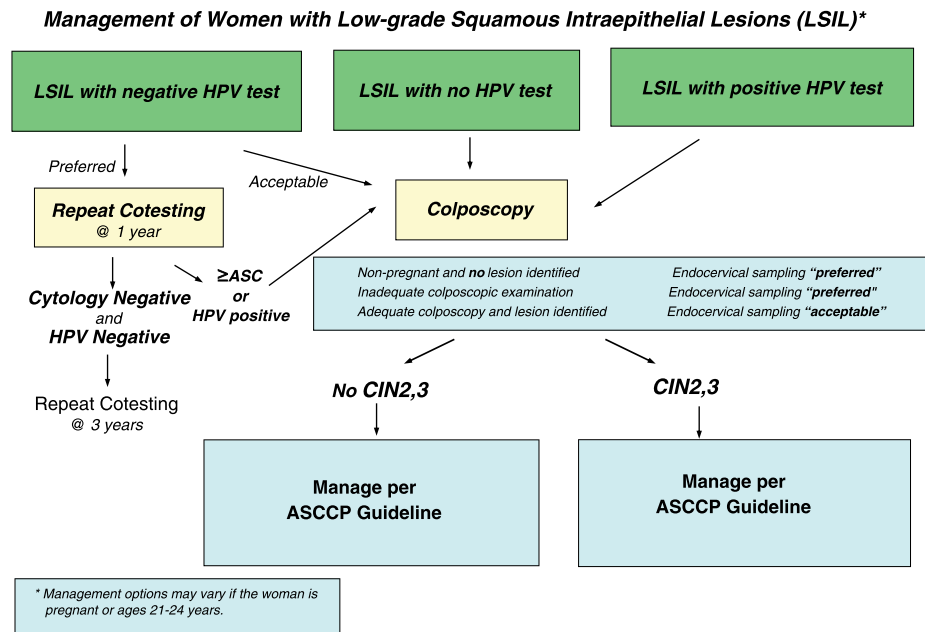 Management of Women with Low-grade Squamous Intraepithelial Lesions (LSIL)*
LSIL with negative HPV test
LSIL with no HPV test
LSIL with positive HPV test
Preferred
Acceptable
Repeat Cotesting
@ 1 year
Colposcopy
≥ASC
or
HPV positive
Cytology Negative
and
HPV Negative
Repeat Cotesting
@ 3 years
Non-pregnant and no lesion identified Endocervical sampling “preferred”
Inadequate colposcopic examination Endocervical sampling “preferred"
Adequate colposcopy and lesion identified Endocervical sampling “acceptable”
No CIN2,3
CIN2,3
Manage per
ASCCP Guideline
Manage per
ASCCP Guideline
* Management options may vary if the woman is
pregnant or ages 21-24 years.